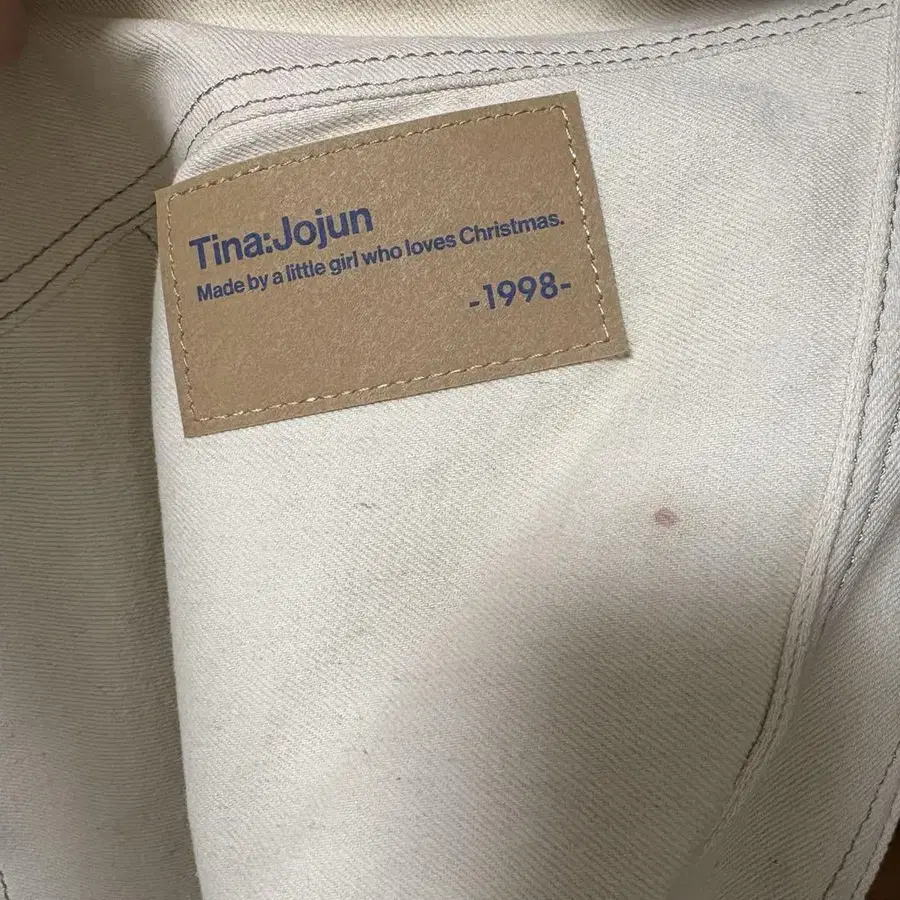 Tina:Jojun
Made by a little girl who loves Christmas.
-1998-